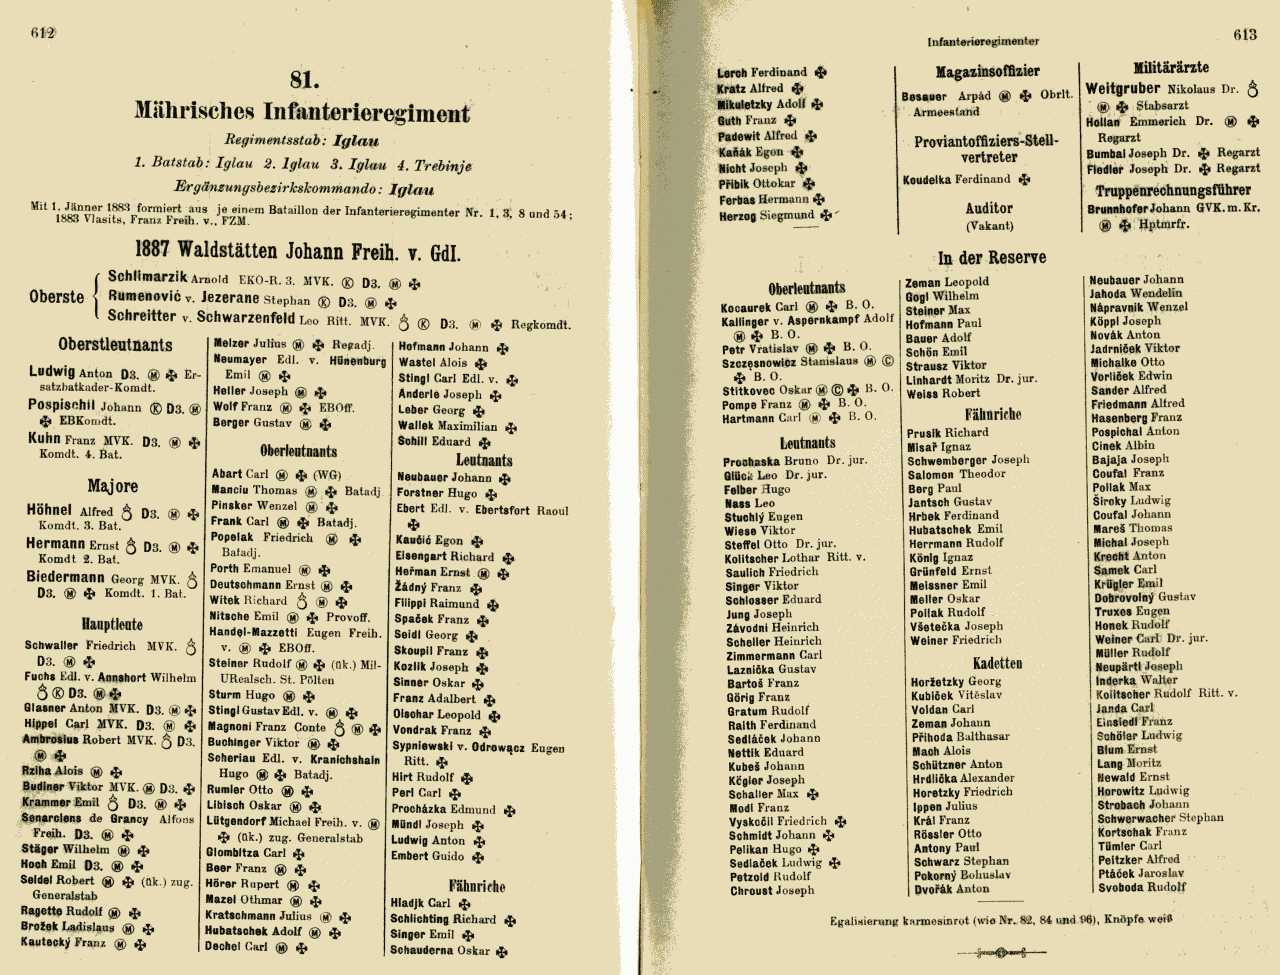 612
81.
Mährisches Infanterieregiment
Regimentsstab: Iglau
1. Batstab: Iglau 2. Iglau 3. Iglau 4. Trebinje
Ergänzungsbezirkskommando: Iglau
Mit 1. Jänner 1883 formiert aus je einem Bataillon der Infanterieregimenter Nr. 1, 3, 8 und 54;
1883 Vlasits, Franz Freih. v., FZM.
1887 Waldstätten Johann Freih. v. GdI.
Oberste
Schlimarzik Arnold EKO-R. 3. MVK. Ⓚ D3. Ⓜ ✠
Rumenović v. Jezerane Stephan Ⓚ D3. Ⓜ ✠
Schreitter v. Schwarzenfeld Leo Ritt. MVK. Ⓚ D3. Ⓜ ✠ Regkomdt.
Oberstleutnants
Ludwig Anton D3. Ⓜ ✠ Er-
satzbatkader-Komdt.
Pospischil Johann Ⓚ D3. Ⓜ
✠ EBKomdt.
Kuhn Franz MVK. D3. Ⓜ ✠
Komdt. 4. Bat.
Majore
Höhnel Alfred D3. Ⓜ ✠
Komdt. 3. Bat.
Hermann Ernst D3. Ⓜ ✠
Komdt 2. Bat.
Biedermann Georg MVK.
D3. Ⓜ ✠ Komdt. 1. Bat.
Hauptleute
Schwaller Friedrich MVK.
D3. Ⓜ ✠
Fuchs Edl. v. Annahort Wilhelm
Ⓚ D3. Ⓜ ✠
Glasner Anton MVK. D3. Ⓜ ✠
Hippel Carl MVK. D3. Ⓜ ✠
Ambrosius Robert MVK. D3.
Ⓜ ✠
Rziha Alois Ⓜ ✠
Budiner Viktor MVK. Ⓜ D3. ✠
Krammer Emil D3. Ⓜ ✠
Senarclens de Grancy Alfons
Freih. D3. Ⓜ ✠
Stäger Wilhelm Ⓜ ✠
Hoch Emil D3. Ⓜ ✠
Seidel Robert Ⓜ ✠ (ük.) zug.
Generalstab
Ragette Rudolf Ⓜ ✠
Brožek Ladislaus Ⓜ ✠
Kautecký Franz Ⓜ ✠
Melzer Julius Ⓜ ✠ Regadj.
Neumayer Edl. v. Hünenburg
Emil Ⓜ ✠
Heller Joseph Ⓜ ✠
Wolf Franz Ⓜ ✠ EBOff.
Berger Gustav Ⓜ ✠
Oberleutnants
Abart Carl Ⓜ ✠ (WG)
Manciu Thomas Ⓜ ✠ Batadj
Pinsker Wenzel Ⓜ ✠
Frank Carl Ⓜ ✠ Batadj.
Popelak Friedrich Ⓜ ✠
Batadj.
Porth Emanuel Ⓜ ✠
Deutschmann Ernst Ⓜ ✠
Witek Richard Ⓜ ✠
Nitsche Emil Ⓜ ✠ Provoff.
Handel-Mazzetti Eugen Freih.
v. Ⓜ ✠ EBOff.
Steiner Rudolf Ⓜ ✠ (ük.) Mil-
URealsch. St. Pölten
Sturm Hugo Ⓜ ✠
Stingl Gustav Edl. v. Ⓜ ✠
Magnoni Franz Conte Ⓜ ✠
Buchinger Viktor Ⓜ ✠
Scheriau Edl. v. Kranichshain
Hugo Ⓜ ✠ Batadj.
Rumler Otto Ⓜ ✠
Libisch Oskar Ⓜ ✠
Lütgendorf Michael Freih. v. Ⓜ
✠ (ük.) zug. Generalstab
Glombitza Carl ✠
Beer Franz Ⓜ ✠
Hörer Rupert Ⓜ ✠
Mazel Othmar Ⓜ ✠
Kratschmann Julius Ⓜ ✠
Hubatschek Adolf Ⓜ ✠
Dechel Carl Ⓜ ✠
Hofmann Johann ✠
Wastel Alois ✠
Stingl Carl Edl. v. ✠
Anderle Joseph ✠
Leber Georg ✠
Wallek Maximilian ✠
Schill Eduard ✠
Leutnants
Neubauer Johann ✠
Forstner Hugo ✠
Ebert Edl. v. Ebertsfort Raoul
✠
Kaučić Egon ✠
Eisengart Richard ✠
Heřman Ernst Ⓜ ✠
Žádný Franz ✠
Filippi Raimund ✠
Spaček Franz ✠
Seidl Georg ✠
Skoupil Franz ✠
Kozlik Joseph ✠
Sinner Oskar ✠
Franz Adalbert ✠
Olschar Leopold ✠
Vondrak Franz ✠
Sypniewski v. Odrowącz Eugen
Ritt. ✠
Hirt Rudolf ✠
Perl Carl ✠
Procházka Edmund ✠
Mündl Joseph ✠
Ludwig Anton ✠
Embert Guido ✠
Fähnriche
Hladjk Carl ✠
Schlichting Richard ✠
Singer Emil ✠
Schauderna Oskar ✠
Infanterieregimenter
613
Lerch Ferdinand ✠
Kratz Alfred ✠
Mikuletzky Adolf ✠
Guth Franz ✠
Padewit Alfred ✠
Kaňák Egon ✠
Nicht Joseph ✠
Přibik Ottokar ✠
Ferbas Hermann ✠
Herzog Siegmund ✠
Magazinsoffizier
Besauer Arpád Ⓜ ✠ Obrlt.
Armeestand
Proviantoffiziers-Stell-
vertreter
Koudelka Ferdinand ✠
Auditor
(Vakant)
Militärärzte
Weitgruber Nikolaus Dr.
Ⓜ ✠ Stabsarzt
Hollan Emmerich Dr. Ⓜ ✠
Regarzt
Bumbal Joseph Dr. ✠ Regarzt
Fiedler Joseph Dr. ✠ Regarzt
Truppenrechnungsführer
Brunnhofer Johann GVK. m. Kr.
Ⓜ ✠ Hptmrfr.
In der Reserve
Oberleutnants
Kocaurek Carl Ⓜ ✠ B. O.
Kallinger v. Aspernkampf Adolf
Ⓜ ✠ B. O.
Petr Vratislav Ⓜ ✠ B. O.
Szczęsnowicz Stanislaus Ⓜ Ⓒ
✠ B. O.
Stitkovec Oskar Ⓜ Ⓒ ✠ B. O.
Pompe Franz Ⓜ ✠ B. O.
Hartmann Carl Ⓜ ✠ B. O.
Leutnants
Prochaska Bruno Dr. jur.
Glück Leo Dr. jur.
Felber Hugo
Nass Leo
Stuchlý Eugen
Wiese Viktor
Steffel Otto Dr. jur.
Kolitscher Lothar Ritt. v.
Saulich Friedrich
Singer Viktor
Schlosser Eduard
Jung Joseph
Závodni Heinrich
Scheller Heinrich
Zimmermann Carl
Laznička Gustav
Bartoš Franz
Görig Franz
Gratum Rudolf
Raith Ferdinand
Sedláček Johann
Nettik Eduard
Kubeš Johann
Kögler Joseph
Schaller Max ✠
Modl Franz
Vyskočil Friedrich ✠
Schmidt Johann ✠
Pelikan Hugo ✠
Sedlaček Ludwig ✠
Petzold Rudolf
Chroust Joseph
Zeman Leopold
Gogl Wilhelm
Steiner Max
Hofmann Paul
Bauer Adolf
Schön Emil
Strausz Viktor
Linhardt Moritz Dr. jur.
Weiss Robert
Fähnriche
Prusik Richard
Misař Ignaz
Schwemberger Joseph
Salomon Theodor
Berg Paul
Jantsch Gustav
Hrbek Ferdinand
Hubatschek Emil
Herrmann Rudolf
König Ignaz
Grünfeld Ernst
Meissner Emil
Meller Oskar
Pollak Rudolf
Všetečka Joseph
Weiner Friedrich
Kadetten
Horžetzky Georg
Kubiček Vitěslav
Voldan Carl
Zeman Johann
Přihoda Balthasar
Mach Alois
Schützner Anton
Hrdlička Alexander
Horetzky Friedrich
Ippen Julius
Král Franz
Rössler Otto
Antony Paul
Schwarz Stephan
Pokorný Bohuslav
Dvořák Anton
Neubauer Johann
Jahoda Wendelin
Nápravnik Wenzel
Köppl Joseph
Novák Anton
Jadrniček Viktor
Michalke Otto
Vorliček Edwin
Sander Alfred
Friedmann Alfred
Hasenberg Franz
Pospichal Anton
Cinek Albin
Bajaja Joseph
Coufal Franz
Pollak Max
Široky Ludwig
Coufal Johann
Mareš Thomas
Michal Joseph
Krecht Anton
Samek Carl
Krügler Emil
Dobrovolný Gustav
Truxes Eugen
Honek Rudolf
Weiner Carl Dr. jur.
Müller Rudolf
Neupärtl Joseph
Inderka Walter
Kolitscher Rudolf Ritt. v.
Janda Carl
Einsiedl Franz
Schöler Ludwig
Blum Ernst
Lang Moritz
Newald Ernst
Horowitz Ludwig
Strobach Johann
Schwerwacher Stephan
Kortschak Franz
Tümler Carl
Peitzker Alfred
Ptáček Jaroslav
Svoboda Rudolf
Egalisierung karmesinrot (wie Nr. 82, 84 und 96), Knöpfe weiß